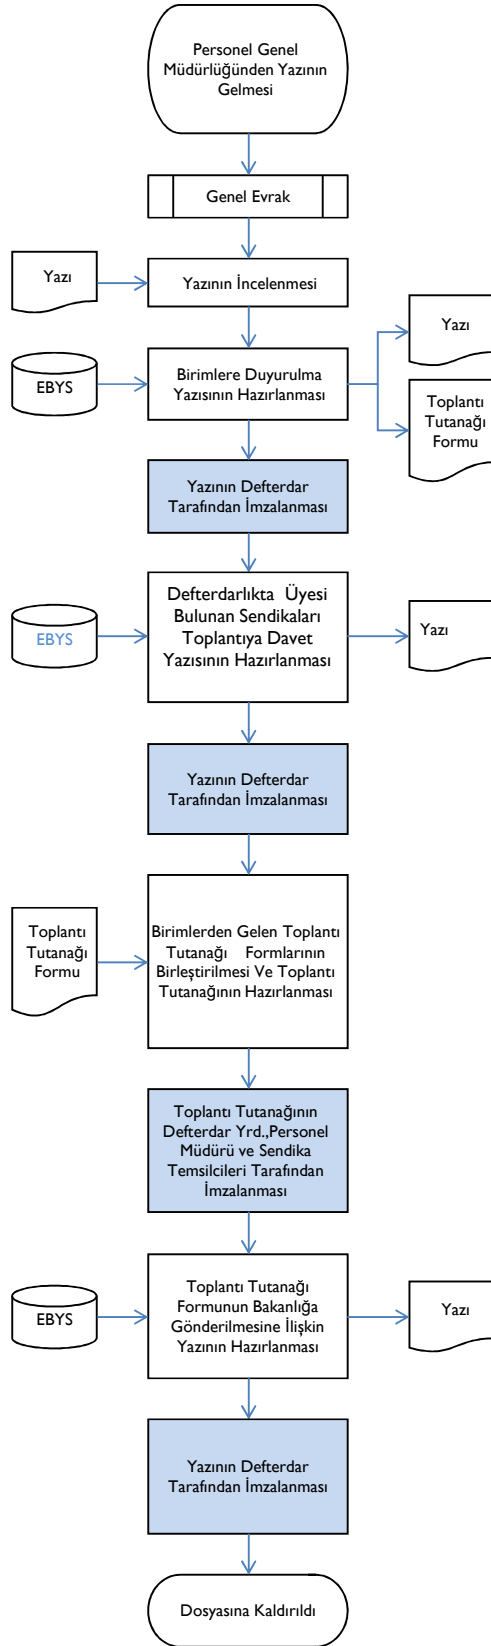 Personel Genel
Müdürlüğünden Yazının
Gelmesi
Genel Evrak
Yazı
Yazının İncelenmesi
Yazı
EBYS
Birimlere Duyurulma
Yazısının Hazırlanması
Toplantı
Tutanağı
Formu
Yazının Defterdar
Tarafından İmzalanması
Defterdarlıkta Üyesi
Bulunan Sendikaları
Toplantıya Davet
Yazısının Hazırlanması
EBYS
Yazı
Yazının Defterdar
Tarafından İmzalanması
Toplantı
Tutanağı
Formu
Birimlerden Gelen Toplantı
Tutanağı Formlarının
Birleştirilmesi Ve Toplantı
Tutanağının Hazırlanması
Toplantı Tutanağının
Defterdar Yrd.,Personel
Müdürü ve Sendika
Temsilcileri Tarafından
İmzalanması
EBYS
Toplantı Tutanağı
Formunun Bakanlığa
Gönderilmesine İlişkin
Yazının Hazırlanması
Yazı
Yazının Defterdar
Tarafından İmzalanması
Dosyasına Kaldırıldı